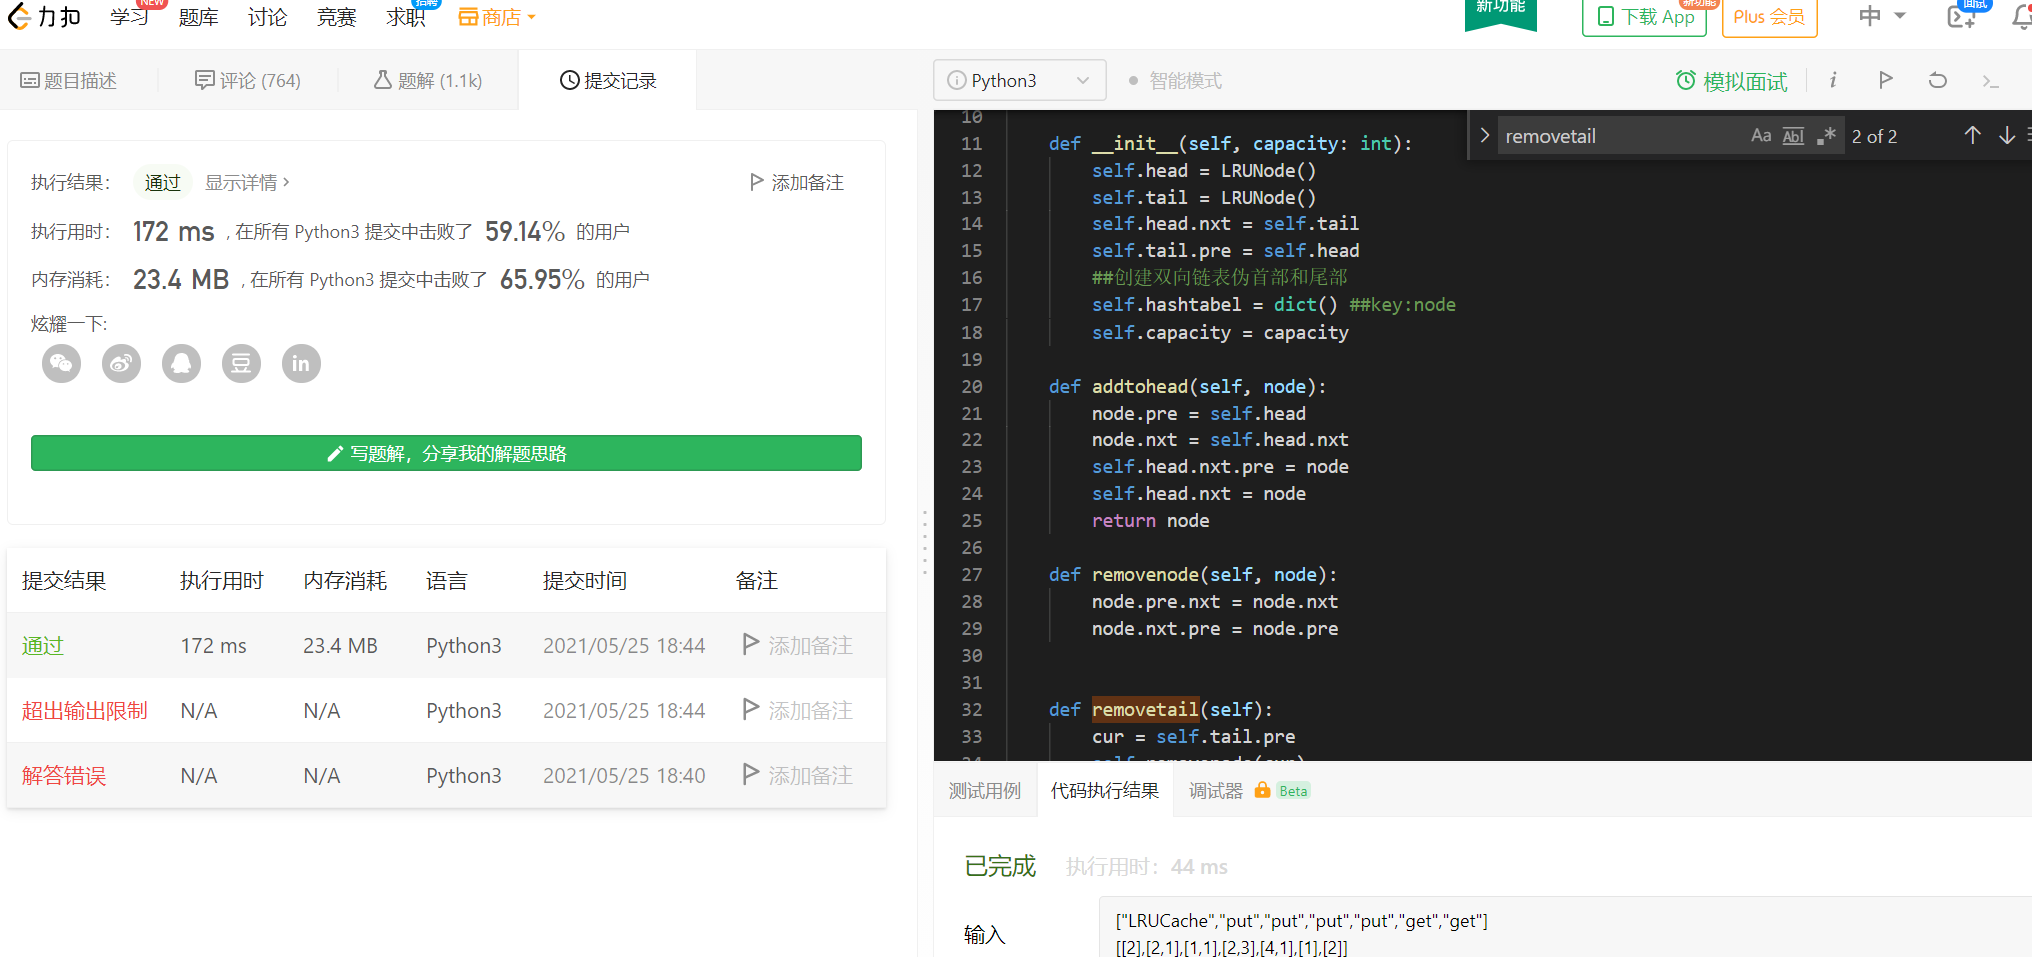 力扣 学习 NEW 题库 讨论 竞赛 求职 招聘 商店 新功能 下载 App 新功能 Plus 会员 中 面试
题目描述 评论 (764) 题解 (1.1k) 提交记录
Python3 智能模式 模拟面试
执行结果： 通过 显示详情 › 添加备注
执行用时： 172 ms , 在所有 Python3 提交中击败了 59.14% 的用户
内存消耗： 23.4 MB , 在所有 Python3 提交中击败了 65.95% 的用户
炫耀一下:
豆 in
写题解，分享我的解题思路
提交结果 执行用时 内存消耗 语言 提交时间 备注
通过 172 ms 23.4 MB Python3 2021/05/25 18:44 添加备注
超出输出限制 N/A N/A Python3 2021/05/25 18:44 添加备注
解答错误 N/A N/A Python3 2021/05/25 18:40 添加备注
removetail Aa Abl .* 2 of 2
10
11 def __init__(self, capacity: int):
12 self.head = LRUNode()
13 self.tail = LRUNode()
14 self.head.nxt = self.tail
15 self.tail.pre = self.head
16 ##创建双向链表伪首部和尾部
17 self.hashtabel = dict() ##key:node
18 self.capacity = capacity
19
20 def addtohead(self, node):
21 node.pre = self.head
22 node.nxt = self.head.nxt
23 self.head.nxt.pre = node
24 self.head.nxt = node
25 return node
26
27 def removenode(self, node):
28 node.pre.nxt = node.nxt
29 node.nxt.pre = node.pre
30
31
32 def removetail(self):
33 cur = self.tail.pre
测试用例 代码执行结果 调试器 Beta
已完成 执行用时：44 ms
输入
["LRUCache","put","put","put","put","get","get"]
[[2],[2,1],[1,1],[2,3],[4,1],[1],[2]]